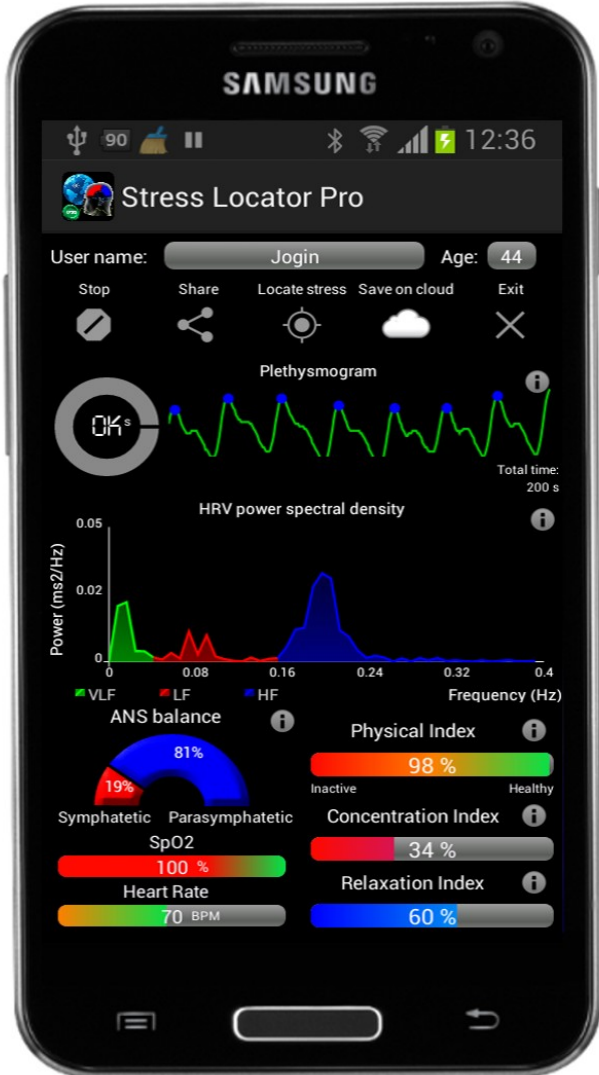 SAMSUNG
90 12:36
Stress Locator Pro
User name: Jogin Age: 44
Stop Share Locate stress Save on cloud Exit
Plethysmogram
OK s
Total time:
200 s
HRV power spectral density
Power (ms2/Hz)
0.05
0.02
0
0 0.08 0.16 0.24 0.32 0.4
VLF LF HF Frequency (Hz)
ANS balance
81%
19%
Symphatetic Parasymphatetic
SpO2
100 %
Heart Rate
70 BPM
Physical Index
98 %
Inactive Healthy
Concentration Index
34 %
Relaxation Index
60 %